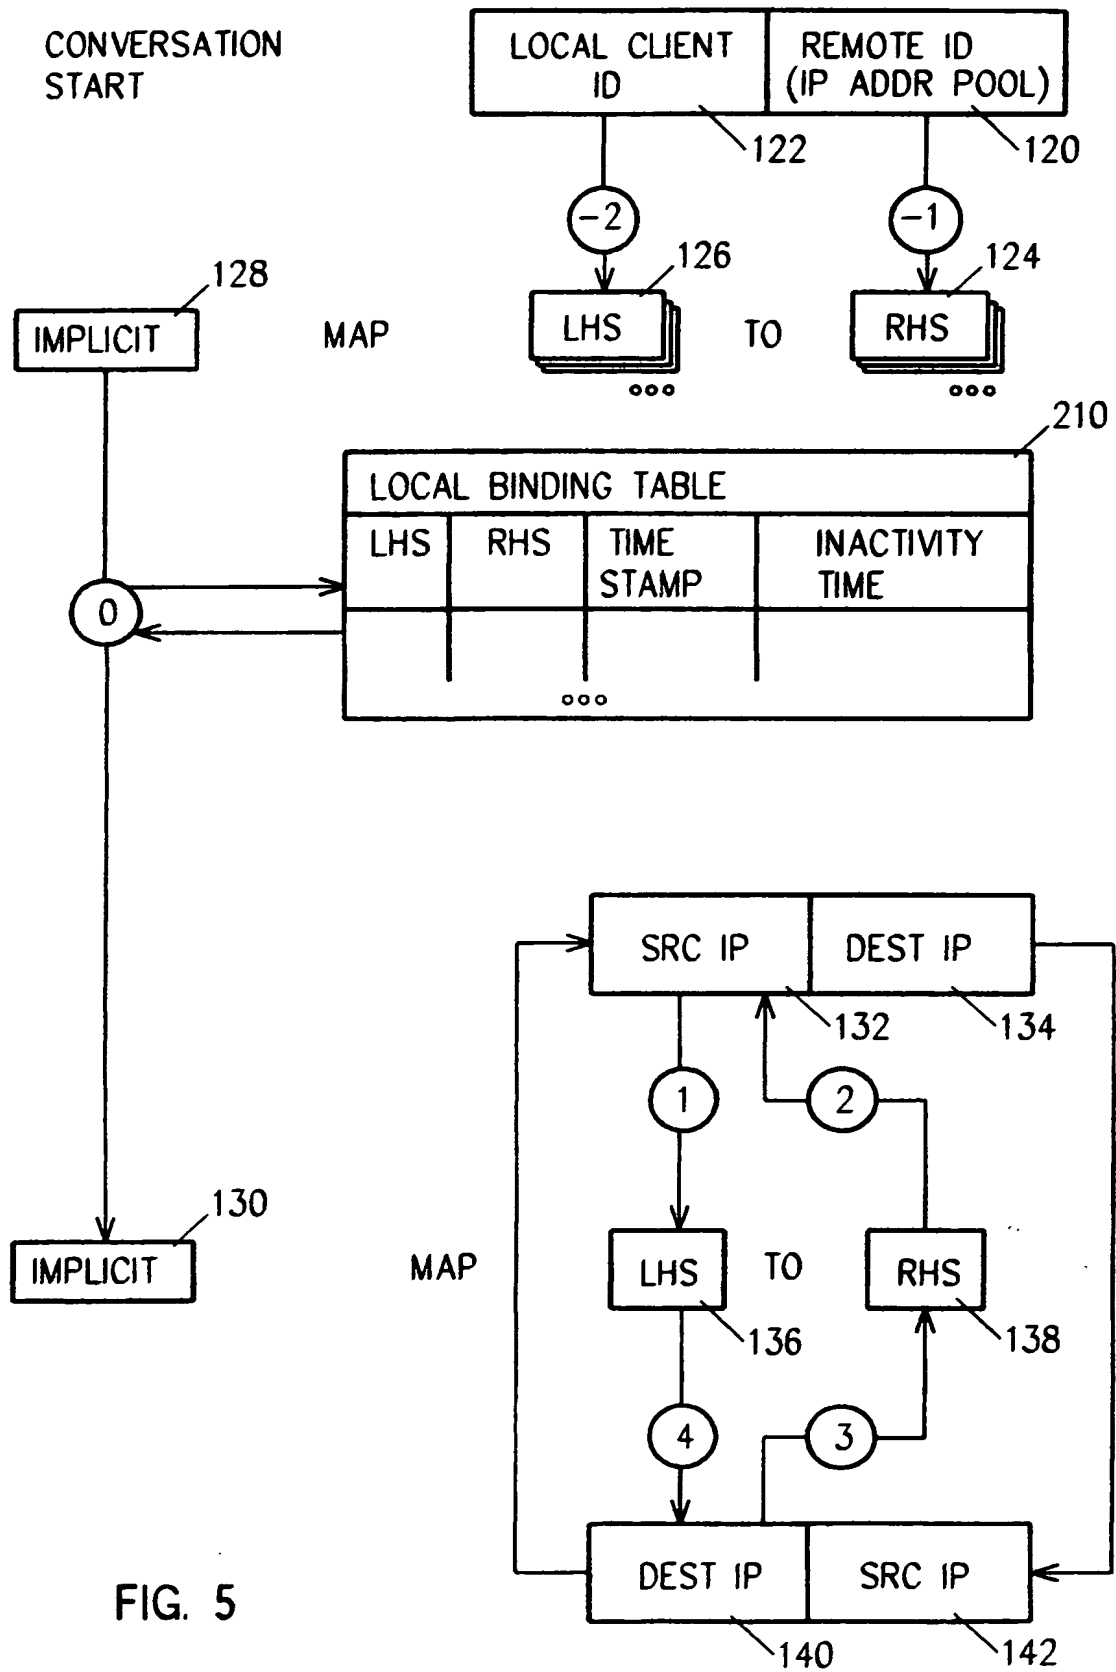 CONVERSATION
START
LOCAL CLIENT
ID
REMOTE ID
(IP ADDR POOL)
122
120
-2
-1
128
126
124
IMPLICIT
MAP
LHS
TO
RHS
ooo
ooo
210
LOCAL BINDING TABLE
LHS
RHS
TIME
STAMP
INACTIVITY
TIME
0
ooo
SRC IP
DEST IP
132
134
1
2
130
IMPLICIT
MAP
LHS
TO
RHS
136
138
4
3
DEST IP
SRC IP
140
142
FIG. 5